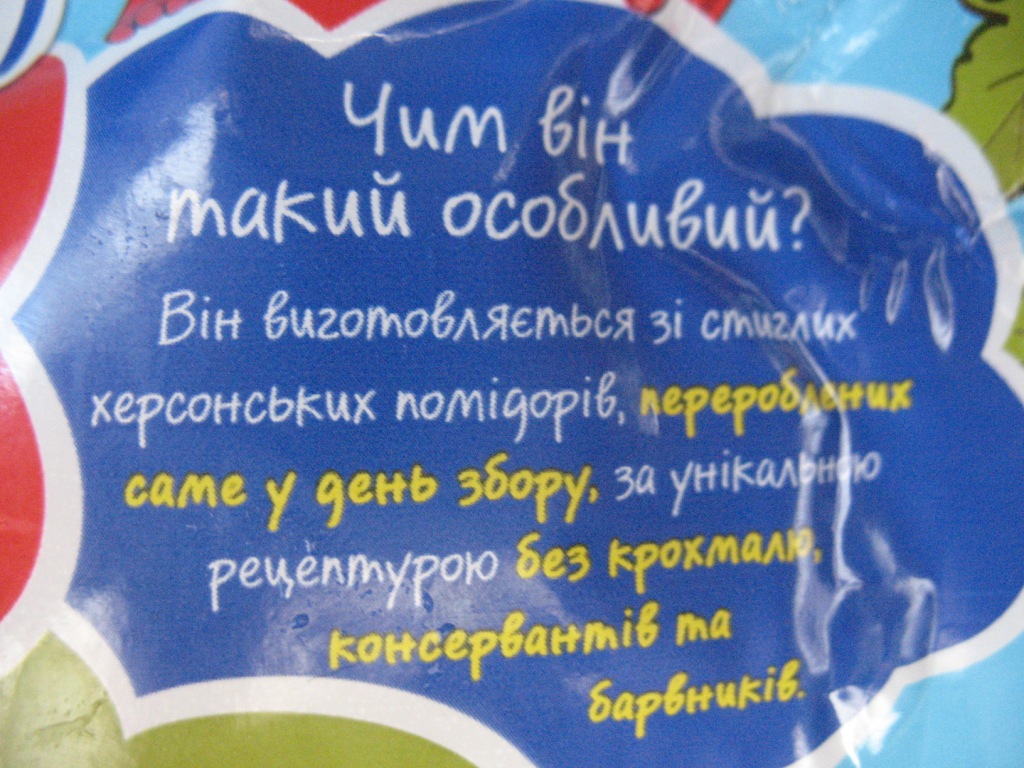 Чим він
такий особливий?
Він виготовляється зі стиглих
херсонських помідорів, перероблених
саме у день збору, за унікальною
рецептурою без крохмалю,
консервантів та
барвників.